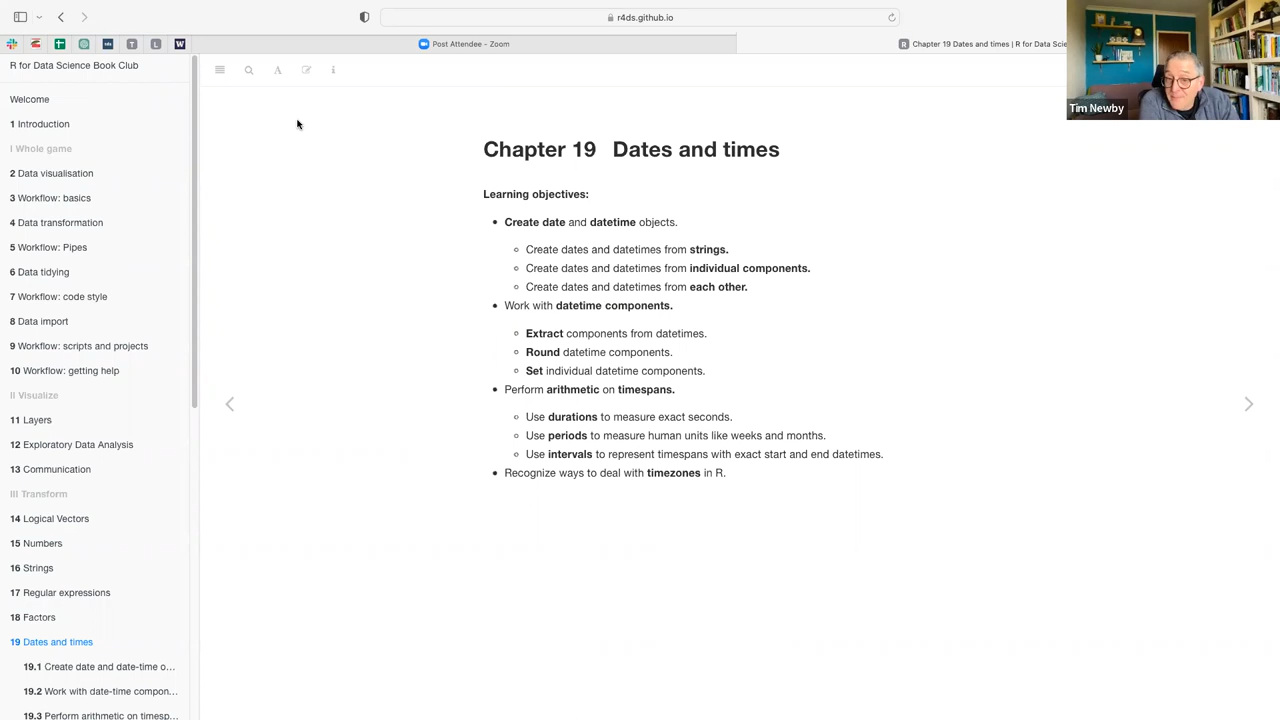 r4ds.github.io
Post Attendee - Zoom
Chapter 19 Dates and times | R for Data Scie
Tim Newby
R for Data Science Book Club
Welcome
1 Introduction
I Whole game
2 Data visualisation
3 Workflow: basics
4 Data transformation
5 Workflow: Pipes
6 Data tidying
7 Workflow: code style
8 Data import
9 Workflow: scripts and projects
10 Workflow: getting help
II Visualize
11 Layers
12 Exploratory Data Analysis
13 Communication
III Transform
14 Logical Vectors
15 Numbers
16 Strings
17 Regular expressions
18 Factors
19 Dates and times
19.1 Create date and date-time o...
19.2 Work with date-time compon...
19.3 Perform arithmetic on timesp...
Chapter 19 Dates and times
Learning objectives:
• Create date and datetime objects.
◦ Create dates and datetimes from strings.
◦ Create dates and datetimes from individual components.
◦ Create dates and datetimes from each other.
• Work with datetime components.
◦ Extract components from datetimes.
◦ Round datetime components.
◦ Set individual datetime components.
• Perform arithmetic on timespans.
◦ Use durations to measure exact seconds.
◦ Use periods to measure human units like weeks and months.
◦ Use intervals to represent timespans with exact start and end datetimes.
• Recognize ways to deal with timezones in R.